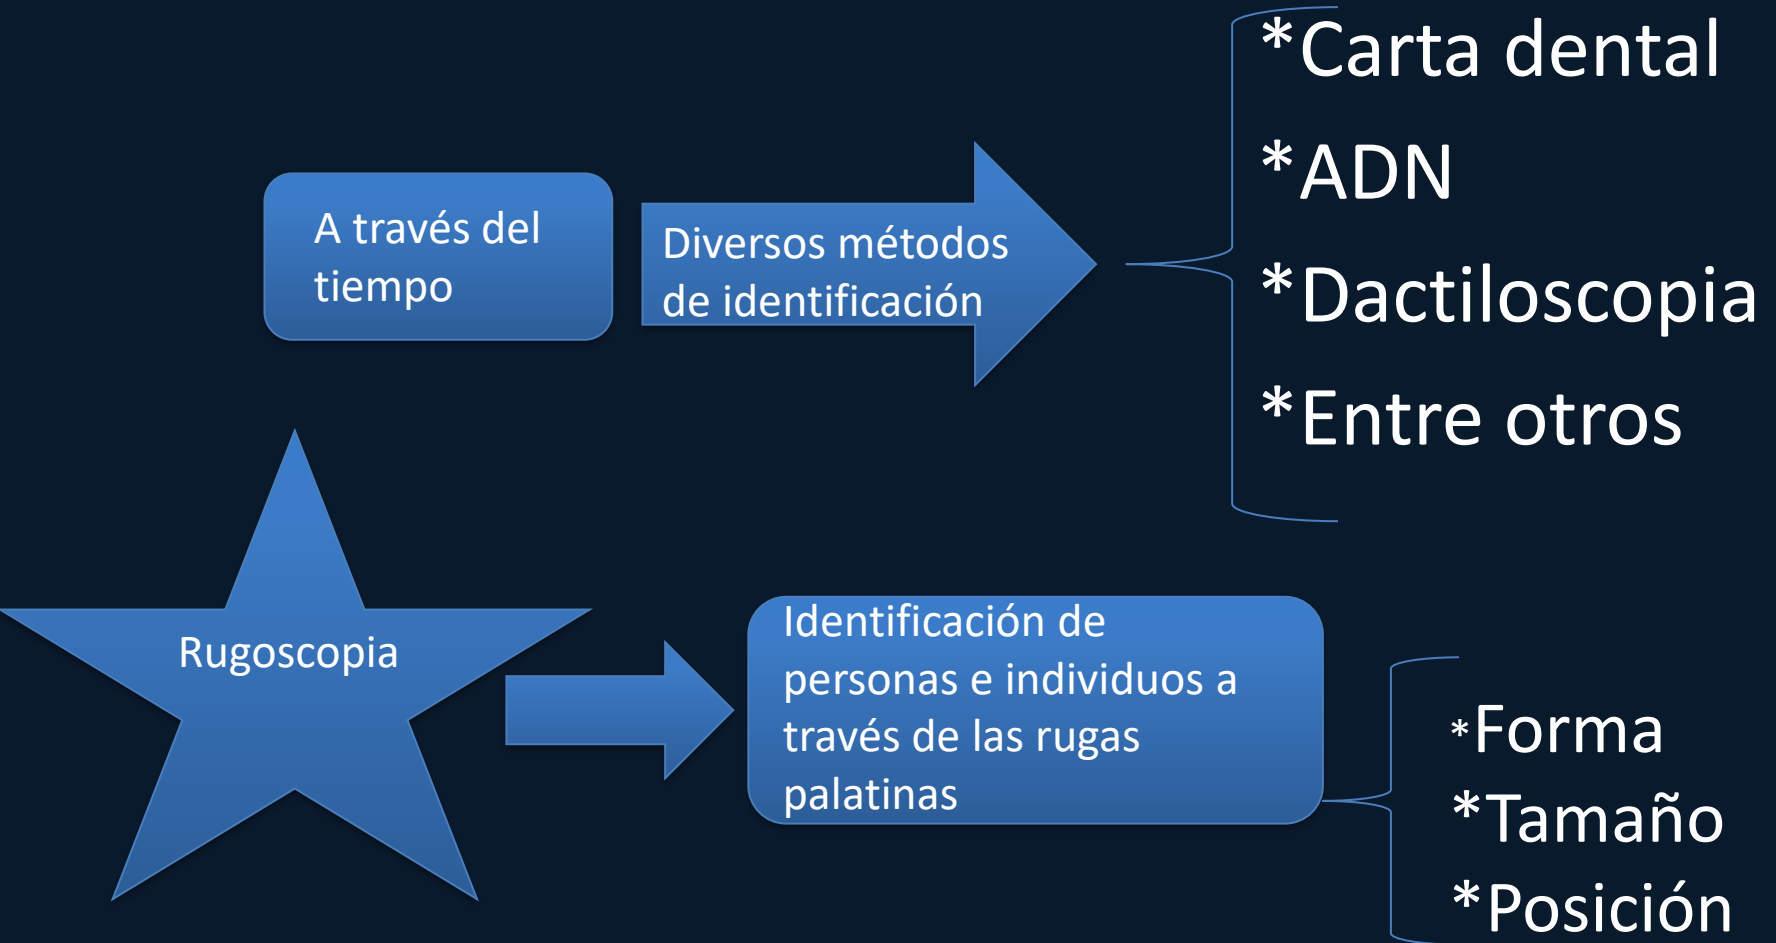 A través del
tiempo
Diversos métodos
de identificación
*Carta dental
*ADN
*Dactiloscopia
*Entre otros
Rugoscopia
Identificación de
personas e individuos a
través de las rugas
palatinas
*Forma
*Tamaño
*Posición